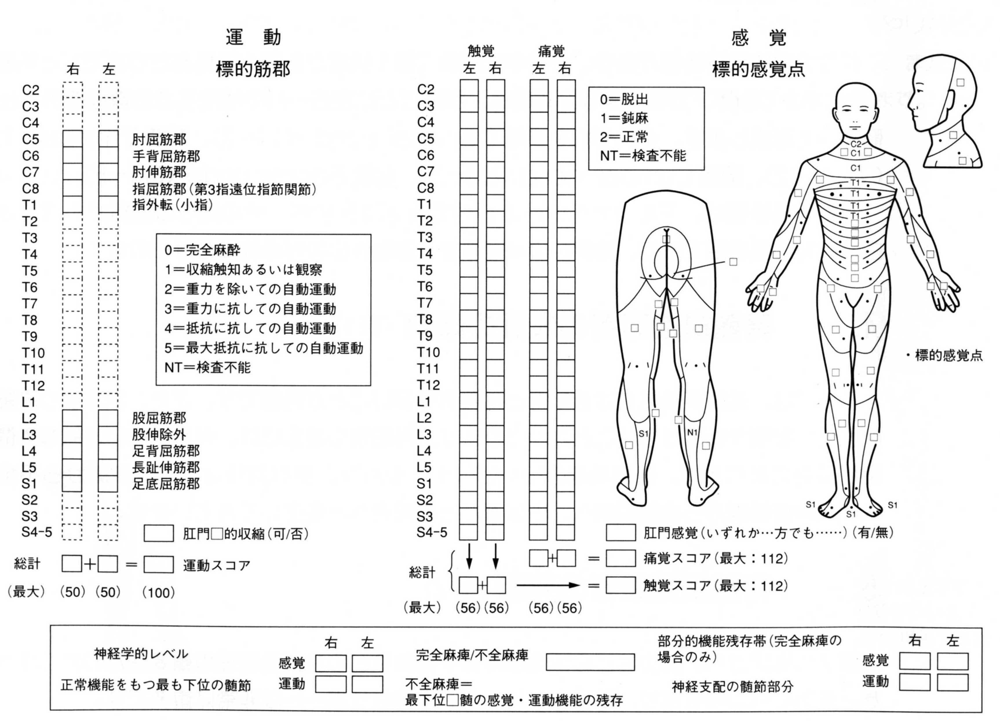 運 動
標的筋郡
右 左
C2
C3
C4
C5 肘屈筋郡
C6 手背屈筋郡
C7 肘伸筋郡
C8 指屈筋郡(第3指遠位指節関節)
T1 指外転(小指)
T2
T3
T4
T5
T6
T7
T8
T9
T10
T11
T12
L1
L2 股屈筋郡
L3 股伸除外
L4 足背屈筋郡
L5 長趾伸筋郡
S1 足底屈筋郡
S2
S3
S4-5
0=完全麻酔
1=収縮触知あるいは観察
2=重力を除いての自動運動
3=重力に抗しての自動運動
4=抵抗に抗しての自動運動
5=最大抵抗に抗しての自動運動
NT=検査不能
□ 肛門□的収縮(可/否)
総計 □+□ = □ 運動スコア
(最大) (50) (50) (100)
感 覚
標的感覚点
触覚 痛覚
左 右 左 右
C2
C3
C4
C5
C6
C7
C8
T1
T2
T3
T4
T5
T6
T7
T8
T9
T10
T11
T12
L1
L2
L3
L4
L5
S1
S2
S3
S4-5
0=脱出
1=鈍麻
2=正常
NT=検査不能
S1 N1
C2
C1
C1
T1
T1
T1
T1
・標的感覚点
S1 S1 S1
□ 肛門感覚(いずれか…方でも……)(有/無)
総計
□+□ = □ 痛覚スコア(最大:112)
□+□ → = □ 触覚スコア(最大:112)
(最大) (56)(56) (56)(56)
神経学的レベル
正常機能をもつ最も下位の髄節
右 左
感覚
運動
完全麻痺/不全麻痺
不全麻痺=
最下位□髄の感覚・運動機能の残存
部分的機能残存帯(完全麻痺の
場合のみ)
神経支配の髄節部分
右 左
感覚
運動